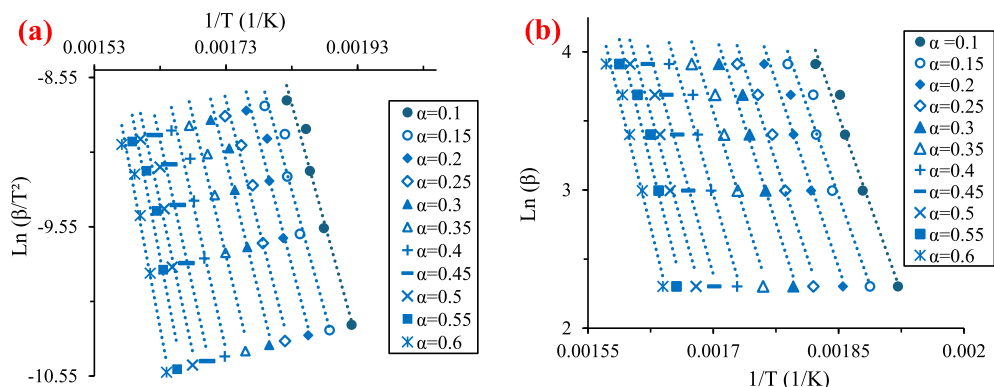 (a)
1/T (1/K)
0.00153 0.00173 0.00193
-8.55
-9.55
-10.55
Ln (β/T²)
α=0.1
α=0.15
α=0.2
α=0.25
α=0.3
α=0.35
α=0.4
α=0.45
α=0.5
α=0.55
α=0.6
(b)
4
3
2
Ln (β)
0.00155 0.0017 0.00185 0.002
1/T (1/K)
α =0.1
α=0.15
α=0.2
α=0.25
α=0.3
α=0.35
α=0.4
α=0.45
α=0.5
α=0.55
α=0.6